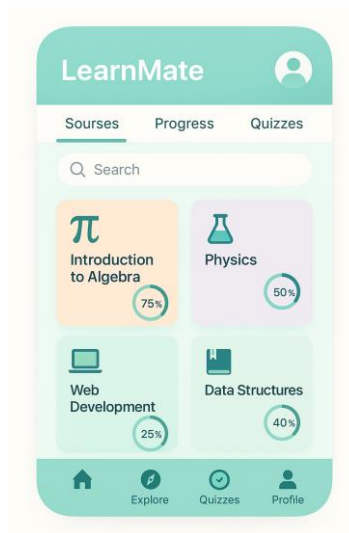 LearnMate
Sourses Progress Quizzes
Search
π
Introduction
to Algebra
75%
Physics
50%
Web
Development
25%
Data Structures
40%
Explore Quizzes Profile